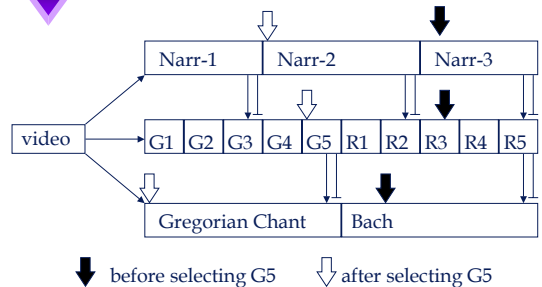 Narr-1 Narr-2 Narr-3
video G1 G2 G3 G4 G5 R1 R2 R3 R4 R5
Gregorian Chant Bach
before selecting G5 after selecting G5